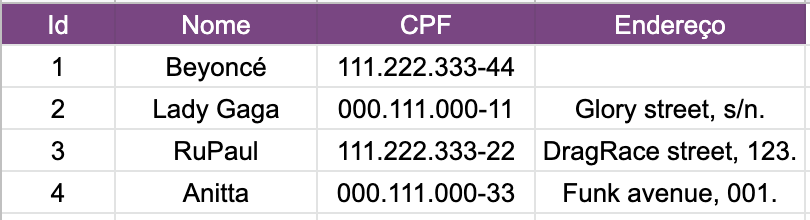 Id Nome CPF Endereço
1 Beyoncé 111.222.333-44
2 Lady Gaga 000.111.000-11 Glory street, s/n.
3 RuPaul 111.222.333-22 DragRace street, 123.
4 Anitta 000.111.000-33 Funk avenue, 001.